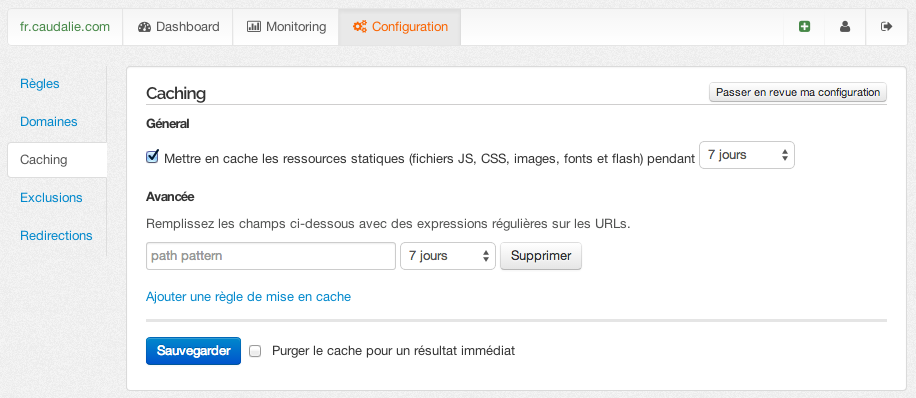 fr.caudalie.com Dashboard Monitoring Configuration
Règles
Domaines
Caching
Exclusions
Redirections
Caching Passer en revue ma configuration
Géneral
Mettre en cache les ressources statiques (fichiers JS, CSS, images, fonts et flash) pendant 7 jours
Avancée
Remplissez les champs ci-dessous avec des expressions régulières sur les URLs.
path pattern 7 jours Supprimer
Ajouter une règle de mise en cache
Sauvegarder Purger le cache pour un résultat immédiat